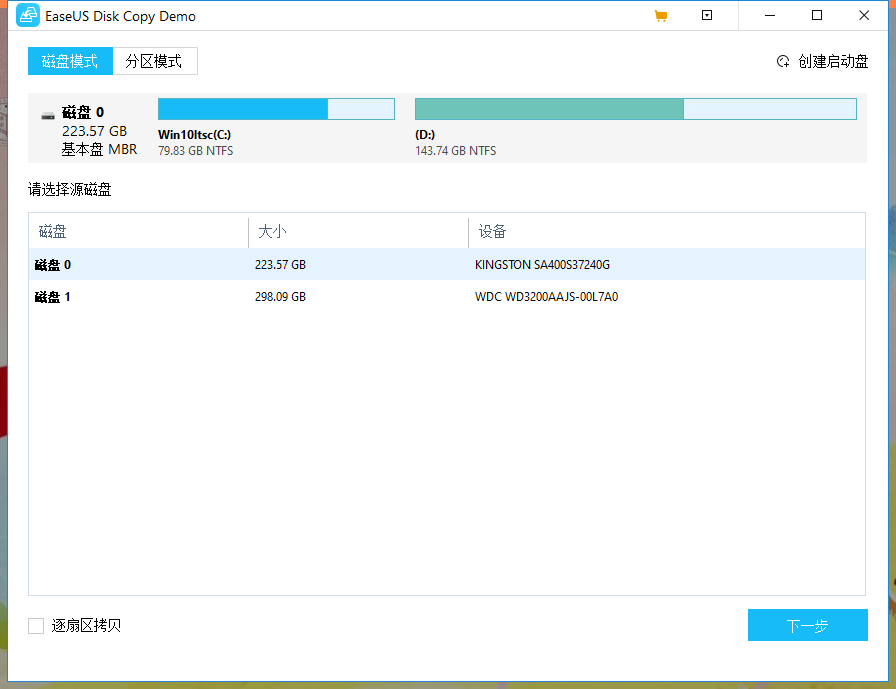 EaseUS Disk Copy Demo
磁盘模式 分区模式 创建启动盘
磁盘 0
223.57 GB
基本盘 MBR
Win10ltsc(C:)
79.83 GB NTFS
(D:)
143.74 GB NTFS
请选择源磁盘
磁盘 大小 设备
磁盘 0 223.57 GB KINGSTON SA400S37240G
磁盘 1 298.09 GB WDC WD3200AAJS-00L7A0
逐扇区拷贝 下一步